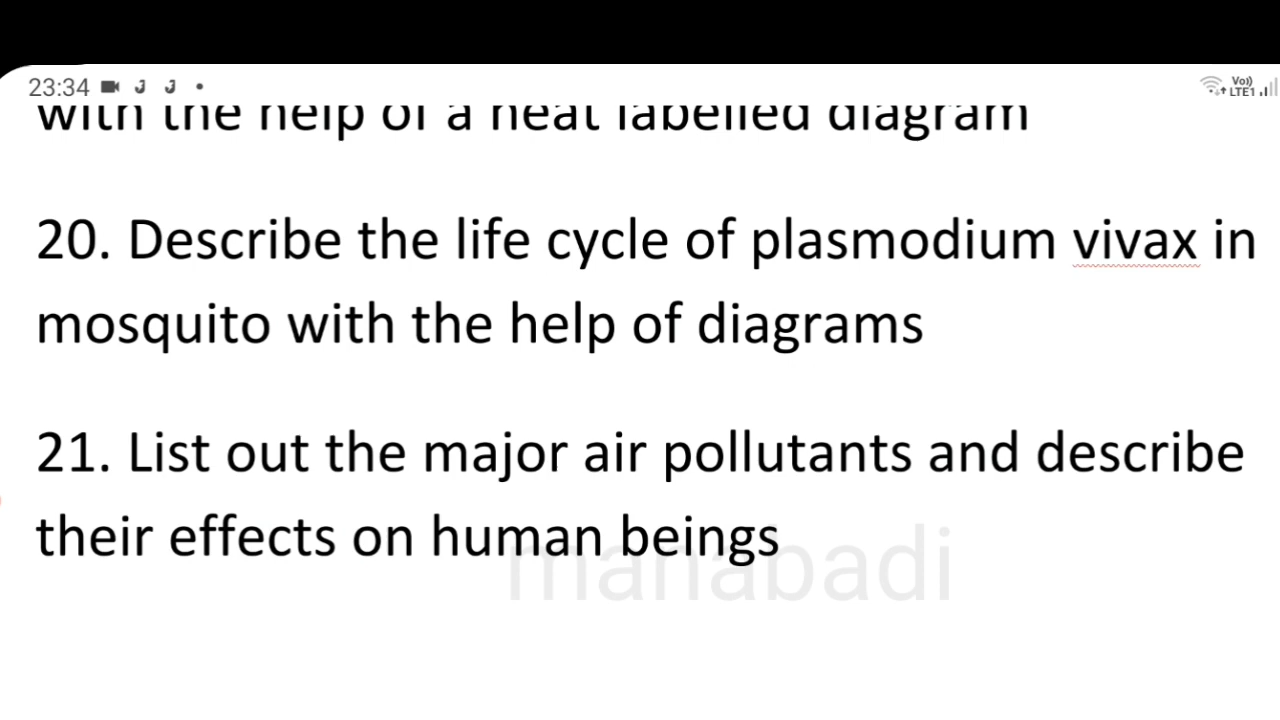 23:34
Vo))
LTE1
with the help of a neat labelled diagram
20. Describe the life cycle of plasmodium vivax in
mosquito with the help of diagrams
21. List out the major air pollutants and describe
their effects on human beings
manabadi